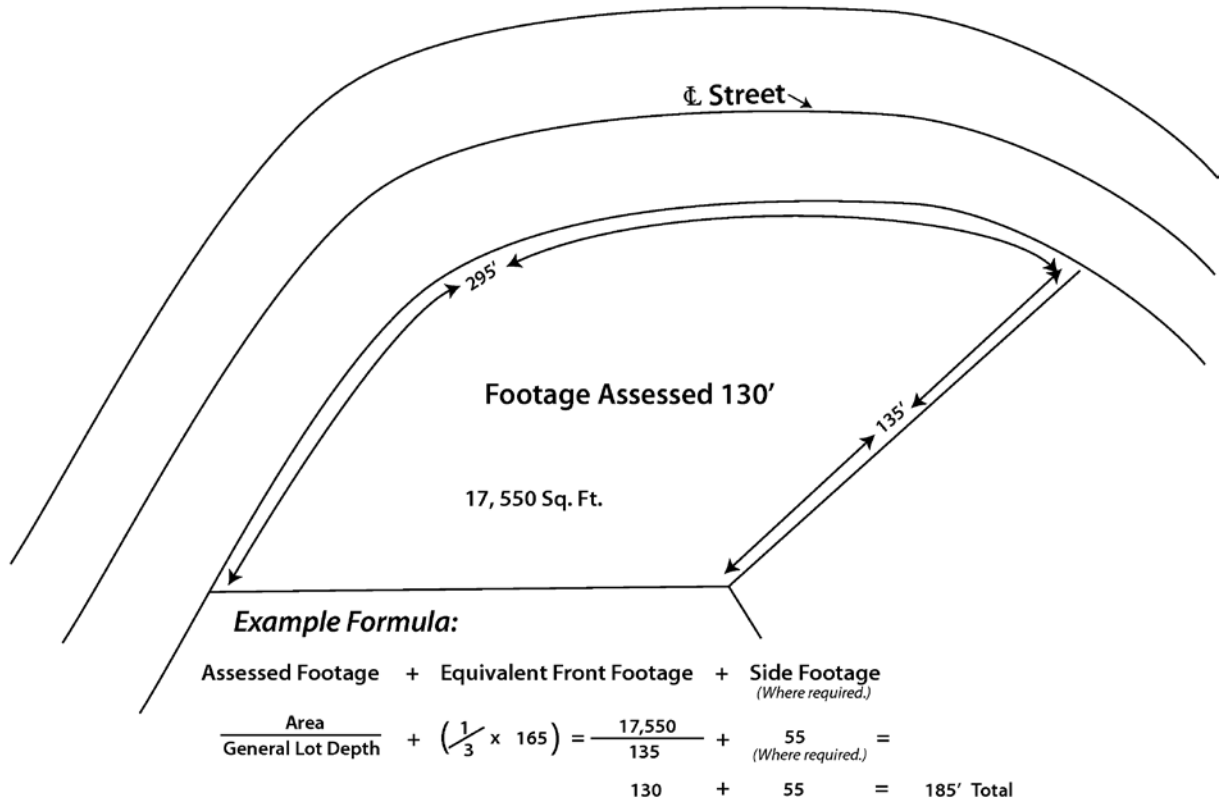 ℄ Street
295′
Footage Assessed 130′
135′
17, 550 Sq. Ft.
Example Formula:
Assessed Footage + Equivalent Front Footage + Side Footage
(Where required.)
Area / General Lot Depth + (1/3 x 165) = 17,550 / 135 + 55 =
(Where required.)
130 + 55 = 185′ Total